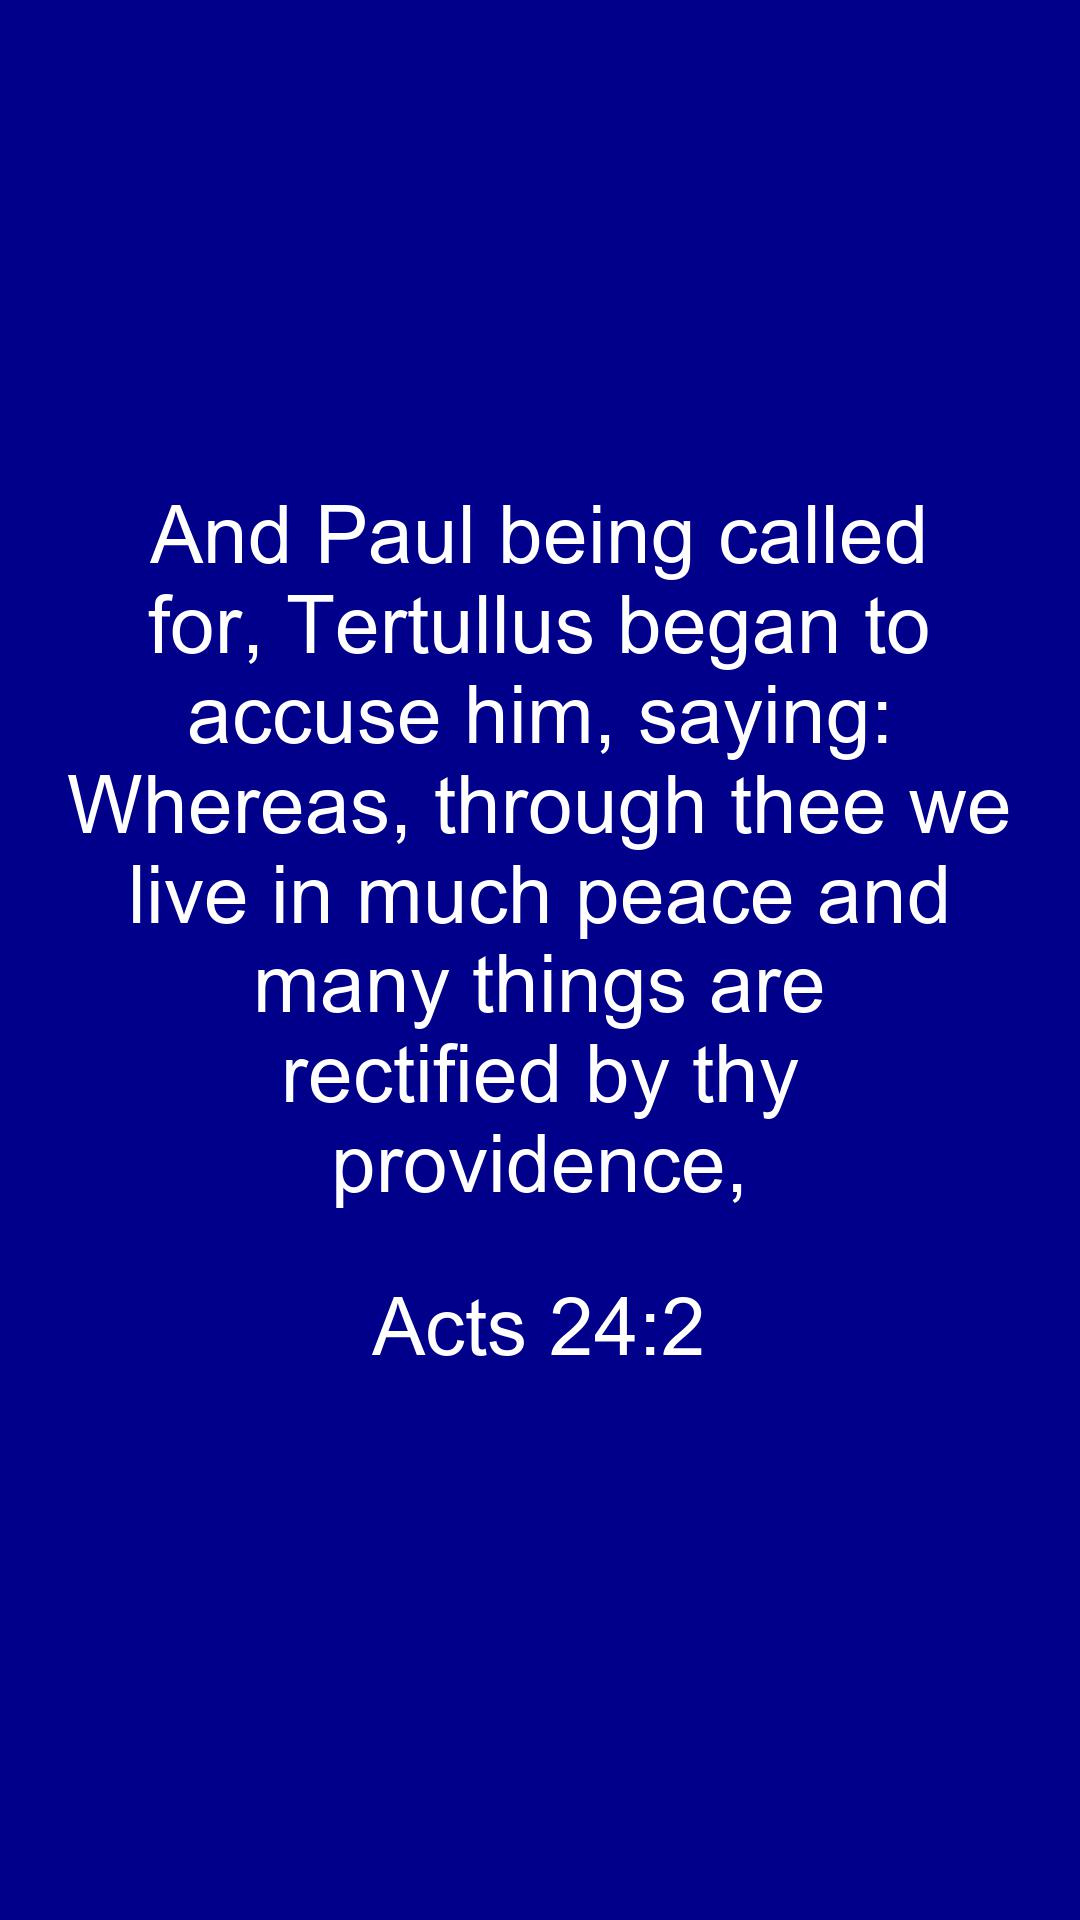 And Paul being called
for, Tertullus began to
accuse him, saying:
Whereas, through thee we
live in much peace and
many things are
rectified by thy
providence,
Acts 24:2